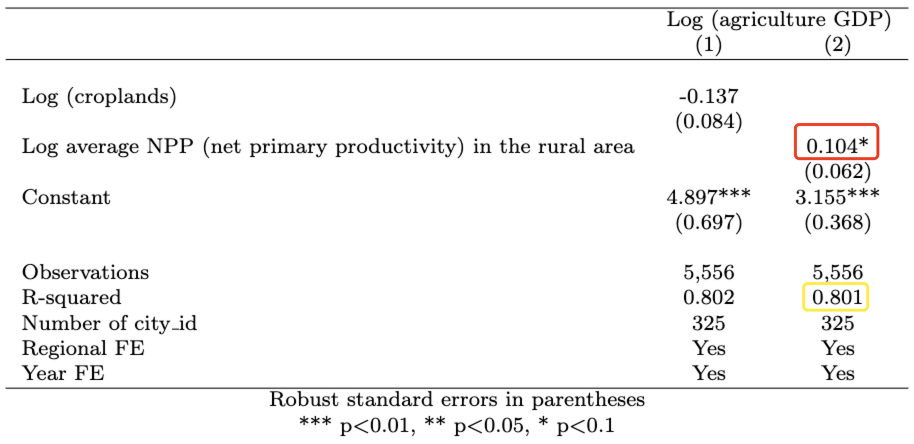 Log (agriculture GDP)
(1) (2)
Log (croplands) -0.137
(0.084)
Log average NPP (net primary productivity) in the rural area 0.104*
(0.062)
Constant 4.897*** 3.155***
(0.697) (0.368)
Observations 5,556 5,556
R-squared 0.802 0.801
Number of city_id 325 325
Regional FE Yes Yes
Year FE Yes Yes
Robust standard errors in parentheses
*** p<0.01, ** p<0.05, * p<0.1